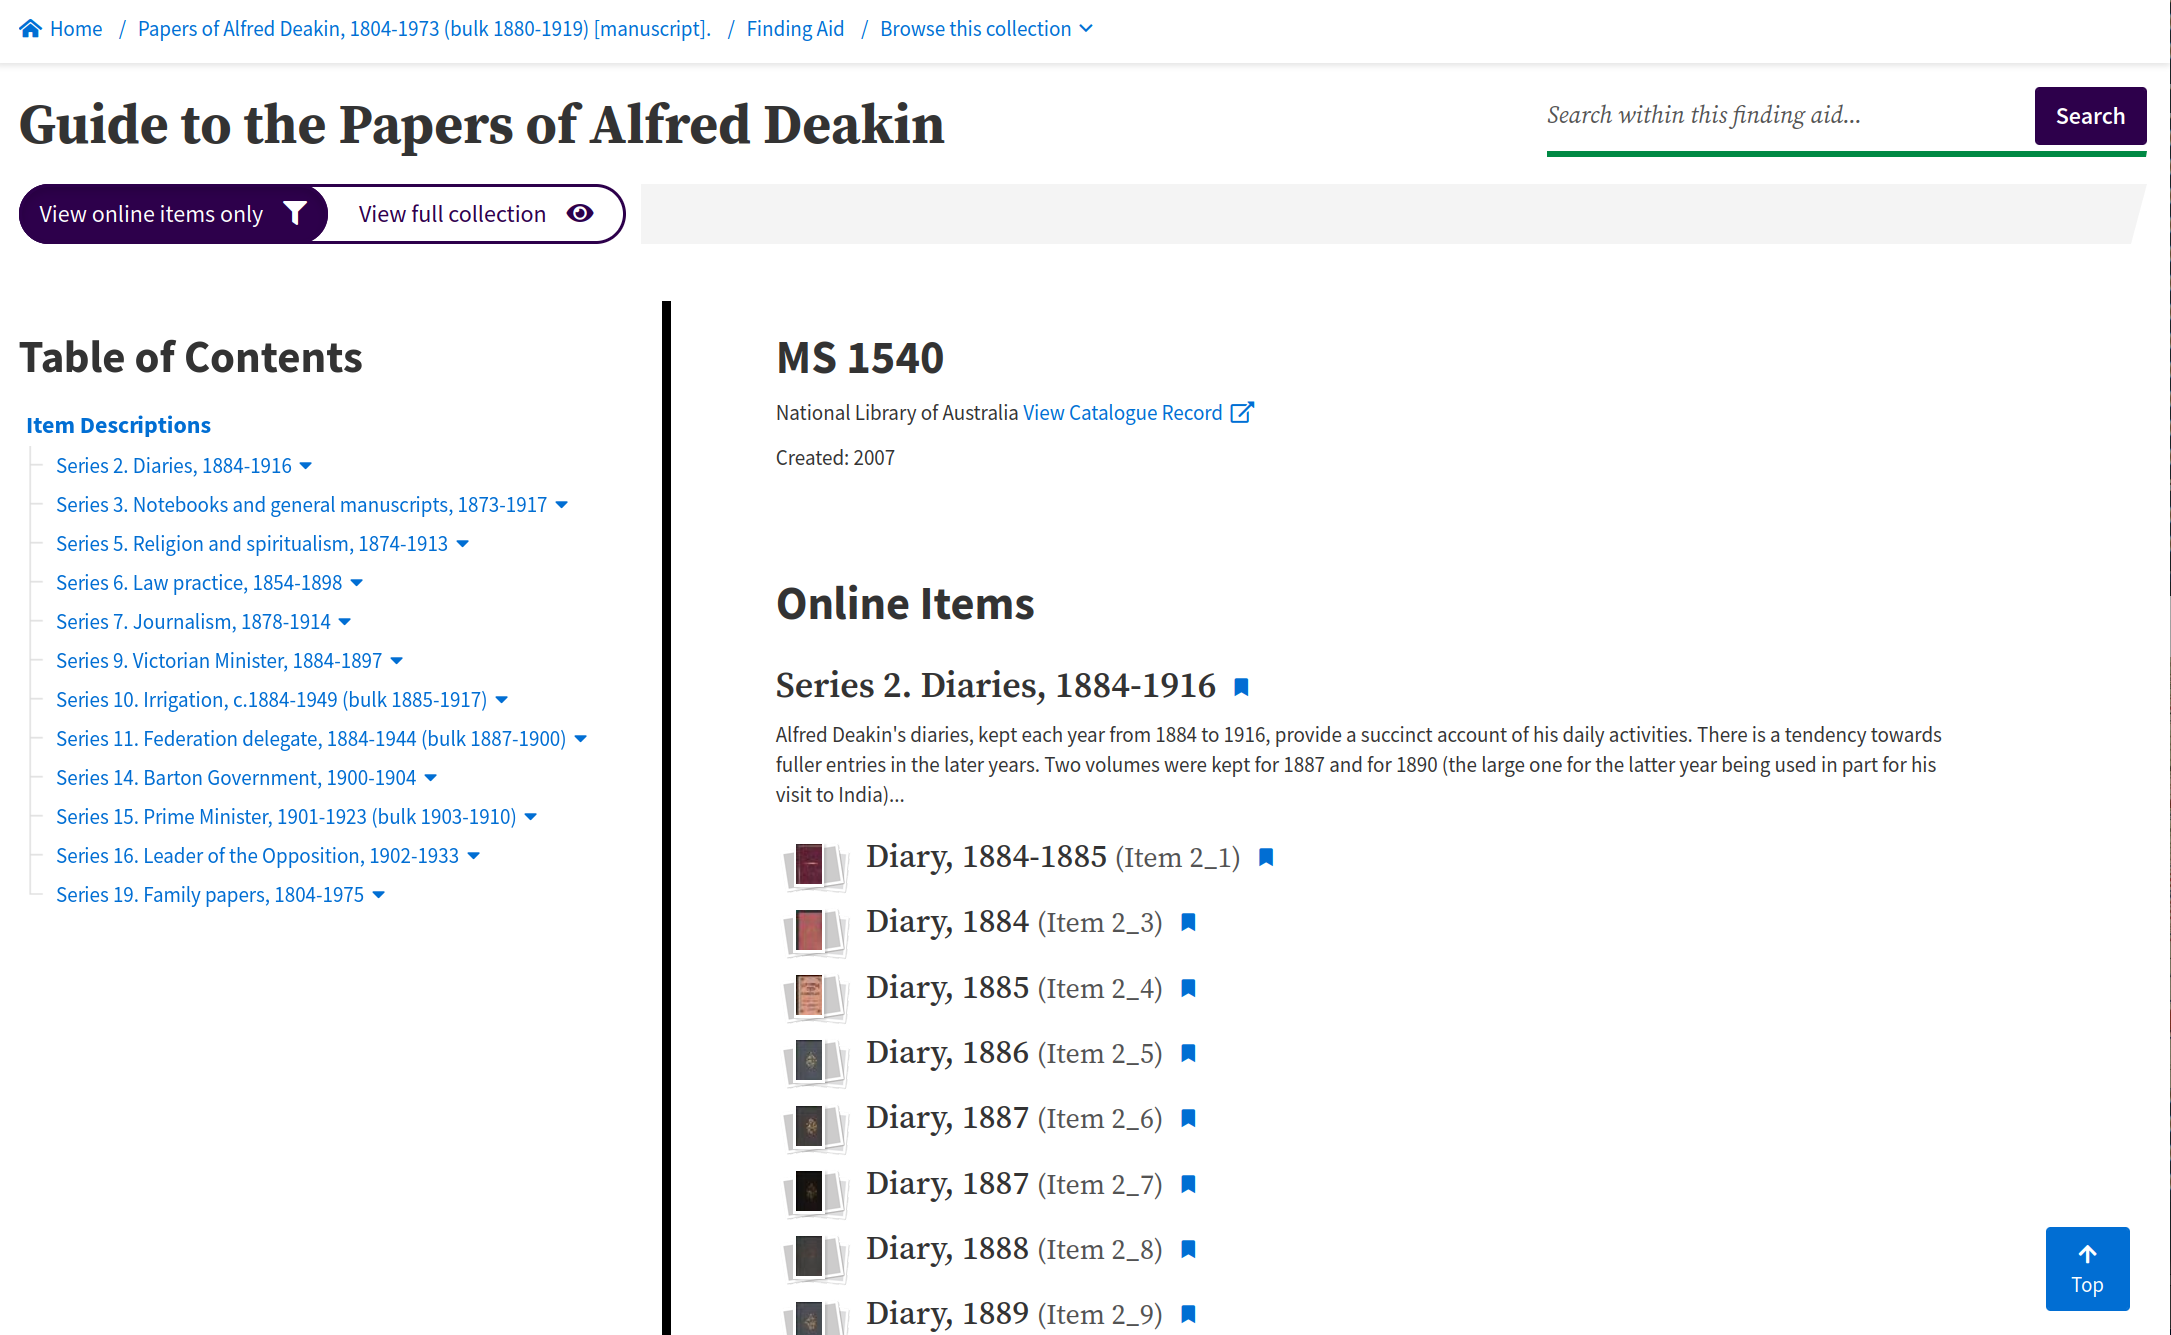 Home / Papers of Alfred Deakin, 1804-1973 (bulk 1880-1919) [manuscript]. / Finding Aid / Browse this collection
Guide to the Papers of Alfred Deakin
Search within this finding aid...
Search
View online items only
View full collection
Table of Contents
Item Descriptions
Series 2. Diaries, 1884-1916
Series 3. Notebooks and general manuscripts, 1873-1917
Series 5. Religion and spiritualism, 1874-1913
Series 6. Law practice, 1854-1898
Series 7. Journalism, 1878-1914
Series 9. Victorian Minister, 1884-1897
Series 10. Irrigation, c.1884-1949 (bulk 1885-1917)
Series 11. Federation delegate, 1884-1944 (bulk 1887-1900)
Series 14. Barton Government, 1900-1904
Series 15. Prime Minister, 1901-1923 (bulk 1903-1910)
Series 16. Leader of the Opposition, 1902-1933
Series 19. Family papers, 1804-1975
MS 1540
National Library of Australia View Catalogue Record
Created: 2007
Online Items
Series 2. Diaries, 1884-1916
Alfred Deakin's diaries, kept each year from 1884 to 1916, provide a succinct account of his daily activities. There is a tendency towards
fuller entries in the later years. Two volumes were kept for 1887 and for 1890 (the large one for the latter year being used in part for his
visit to India)...
Diary, 1884-1885 (Item 2_1)
Diary, 1884 (Item 2_3)
Diary, 1885 (Item 2_4)
Diary, 1886 (Item 2_5)
Diary, 1887 (Item 2_6)
Diary, 1887 (Item 2_7)
Diary, 1888 (Item 2_8)
Diary, 1889 (Item 2_9)
Top